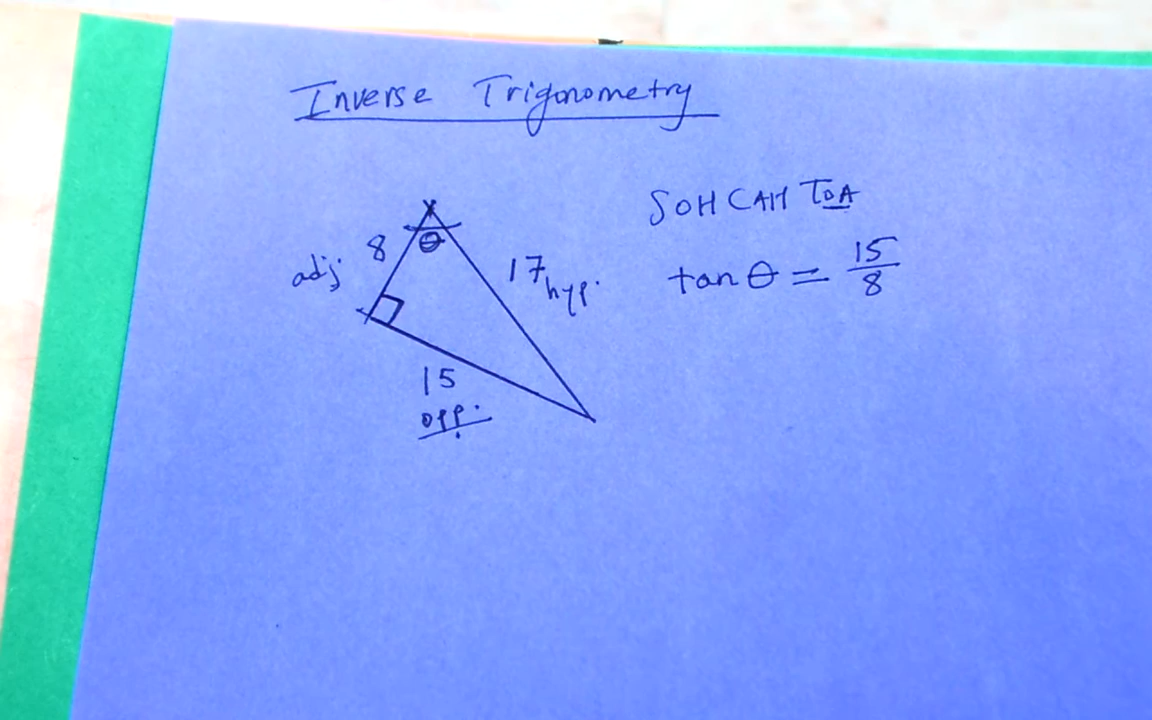 Inverse Trigonometry
SOH CAH TOA
tan θ = 15/8
θ
8
adj
17
hyp.
15
opp.